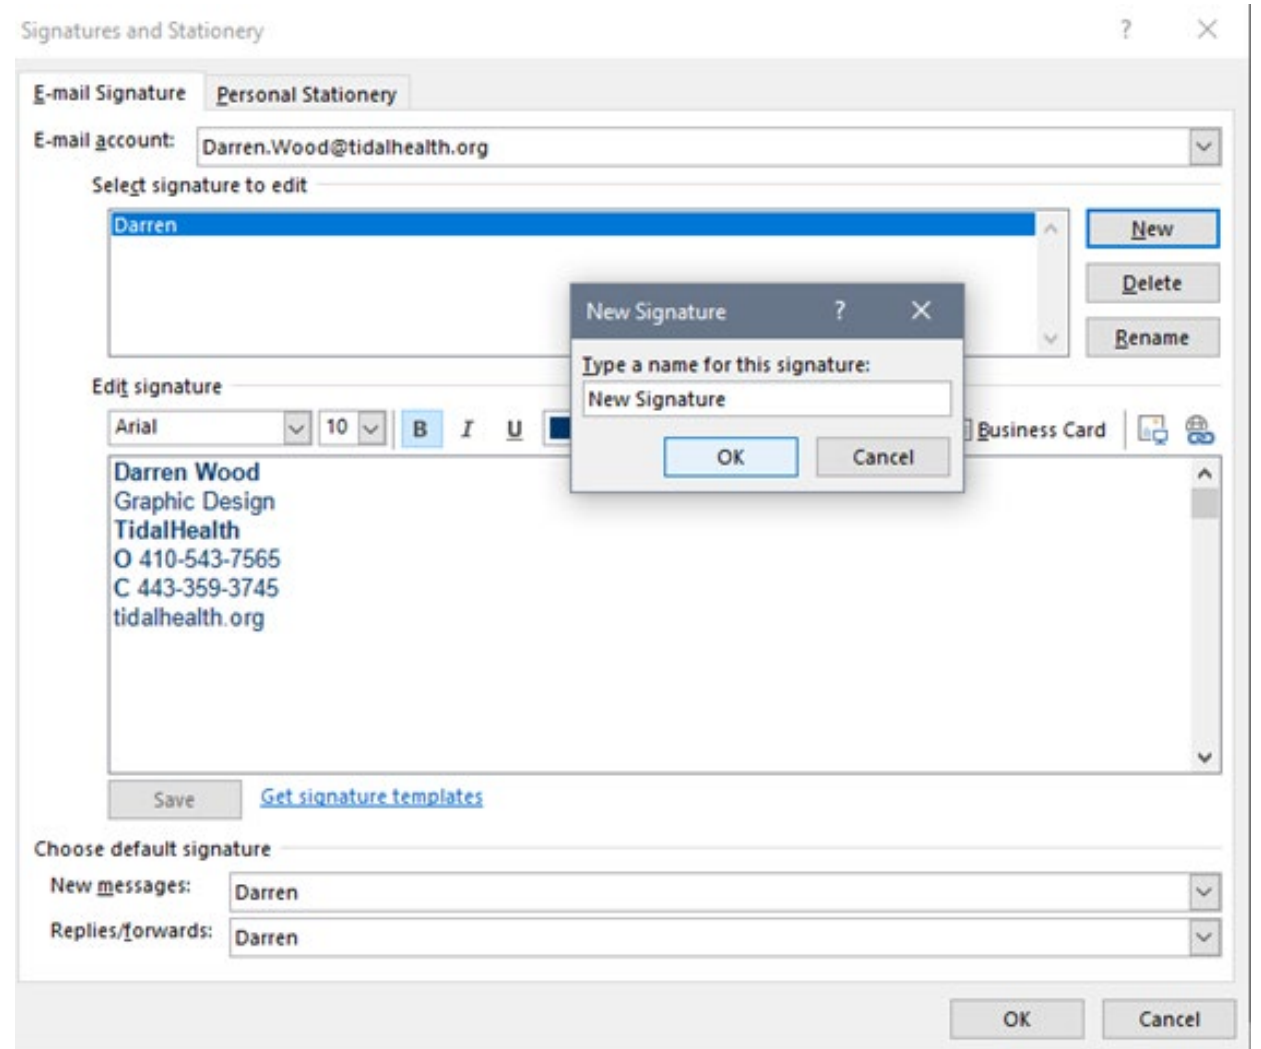 Signatures and Stationery ? ×
E-mail Signature Personal Stationery
E-mail account: Darren.Wood@tidalhealth.org
Select signature to edit
Darren
New
Delete
Rename
New Signature ? ×
Type a name for this signature:
New Signature
OK Cancel
Edit signature
Arial 10 B I U Business Card
Darren Wood
Graphic Design
TidalHealth
O 410-543-7565
C 443-359-3745
tidalhealth.org
Save Get signature templates
Choose default signature
New messages: Darren
Replies/forwards: Darren
OK Cancel